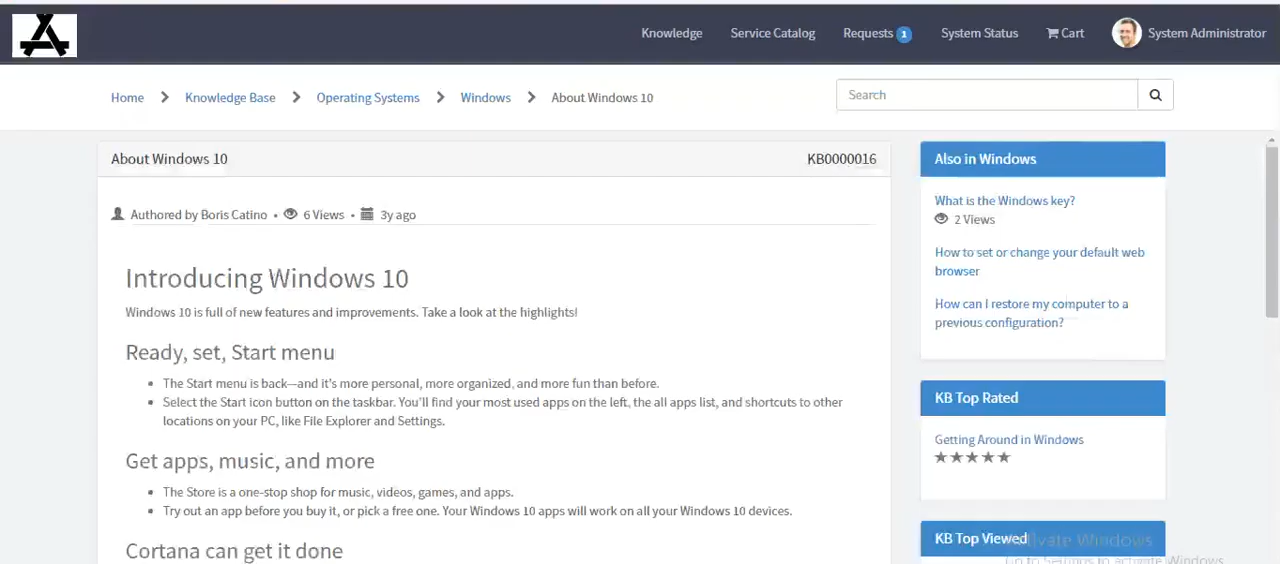 Knowledge Service Catalog Requests 1 System Status Cart System Administrator
Home Knowledge Base Operating Systems Windows About Windows 10
Search
About Windows 10 KB0000016
Authored by Boris Catino • 6 Views • 3y ago
Introducing Windows 10
Windows 10 is full of new features and improvements. Take a look at the highlights!
Ready, set, Start menu
• The Start menu is back—and it's more personal, more organized, and more fun than before.
• Select the Start icon button on the taskbar. You'll find your most used apps on the left, the all apps list, and shortcuts to other
locations on your PC, like File Explorer and Settings.
Get apps, music, and more
• The Store is a one-stop shop for music, videos, games, and apps.
• Try out an app before you buy it, or pick a free one. Your Windows 10 apps will work on all your Windows 10 devices.
Cortana can get it done
Also in Windows
What is the Windows key?
2 Views
How to set or change your default web
browser
How can I restore my computer to a
previous configuration?
KB Top Rated
Getting Around in Windows
★★★★★
KB Top Viewed
Activate Windows
Go to Settings to activate Windows.